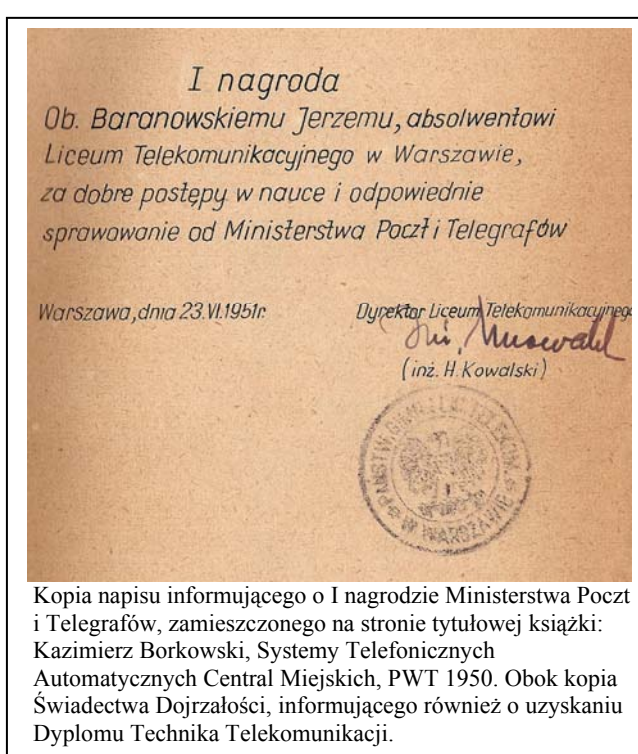 I nagroda
Ob. Baranowskiemu Jerzemu, absolwentowi
Liceum Telekomunikacyjnego w Warszawie,
za dobre postępy w nauce i odpowiednie
sprawowanie od Ministerstwa Poczt i Telegrafów
Warszawa, dnia 23.VI.1951r.
Dyrektor Liceum Telekomunikacyjnego
(inż. H. Kowalski)
W WARSZAWIE
Kopia napisu informującego o I nagrodzie Ministerstwa Poczt
i Telegrafów, zamieszczonego na stronie tytułowej książki:
Kazimierz Borkowski, Systemy Telefonicznych
Automatycznych Central Miejskich, PWT 1950. Obok kopia
Świadectwa Dojrzałości, informującego również o uzyskaniu
Dyplomu Technika Telekomunikacji.